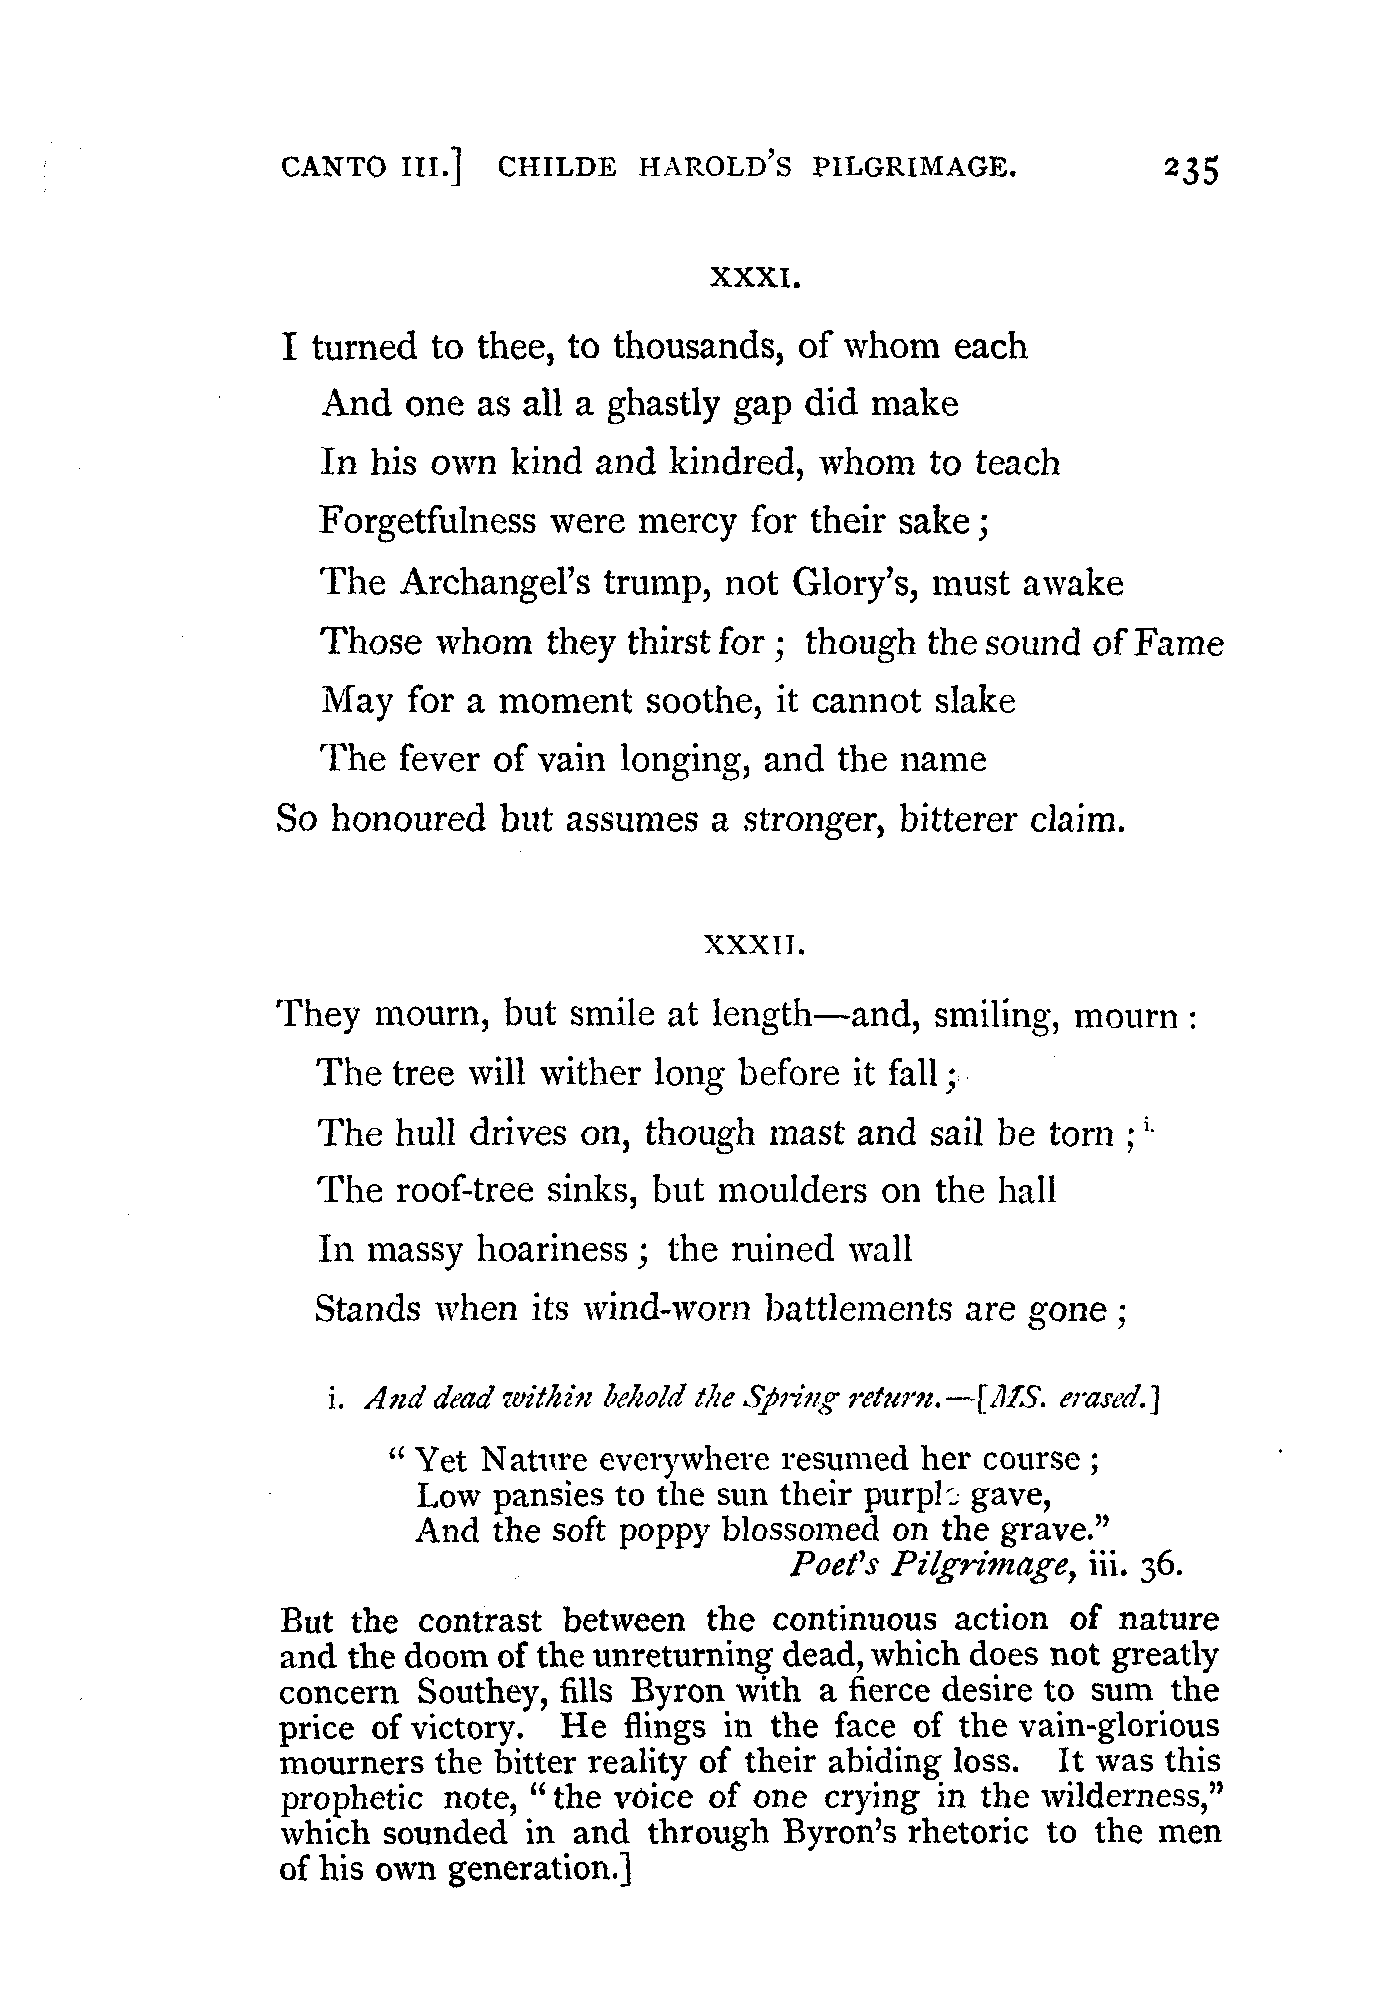 CANTO III.] CHILDE HAROLD'S PILGRIMAGE. 235
XXXI.
I turned to thee, to thousands, of whom each
And one as all a ghastly gap did make
In his own kind and kindred, whom to teach
Forgetfulness were mercy for their sake ;
The Archangel's trump, not Glory's, must awake
Those whom they thirst for ; though the sound of Fame
May for a moment soothe, it cannot slake
The fever of vain longing, and the name
So honoured but assumes a stronger, bitterer claim.
XXXII.
They mourn, but smile at length—and, smiling, mourn :
The tree will wither long before it fall ;
The hull drives on, though mast and sail be torn ; i.
The roof-tree sinks, but moulders on the hall
In massy hoariness ; the ruined wall
Stands when its wind-worn battlements are gone ;
i. And dead within behold the Spring return.—[MS. erased.]
" Yet Nature everywhere resumed her course ;
Low pansies to the sun their purple gave,
And the soft poppy blossomed on the grave."
Poet's Pilgrimage, iii. 36.
But the contrast between the continuous action of nature
and the doom of the unreturning dead, which does not greatly
concern Southey, fills Byron with a fierce desire to sum the
price of victory. He flings in the face of the vain-glorious
mourners the bitter reality of their abiding loss. It was this
prophetic note, "the voice of one crying in the wilderness,"
which sounded in and through Byron's rhetoric to the men
of his own generation.]